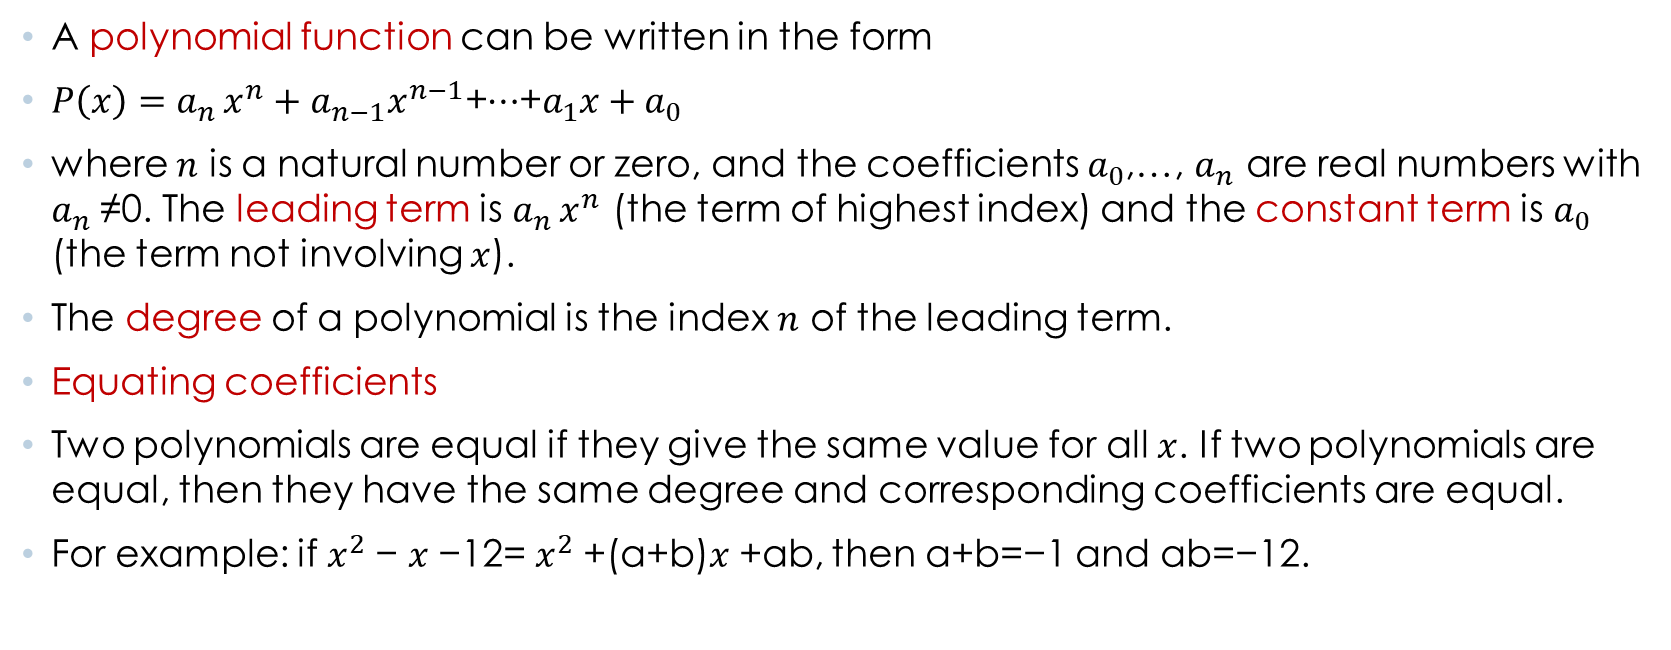 • A polynomial function can be written in the form
• 𝑃(𝑥) = 𝑎ₙ 𝑥ⁿ + 𝑎ₙ₋₁𝑥ⁿ⁻¹+⋯+𝑎₁𝑥 + 𝑎₀
• where 𝑛 is a natural number or zero, and the coefficients 𝑎₀,…, 𝑎ₙ are real numbers with
𝑎ₙ ≠0. The leading term is 𝑎ₙ 𝑥ⁿ (the term of highest index) and the constant term is 𝑎₀
(the term not involving 𝑥).
• The degree of a polynomial is the index 𝑛 of the leading term.
• Equating coefficients
• Two polynomials are equal if they give the same value for all 𝑥. If two polynomials are
equal, then they have the same degree and corresponding coefficients are equal.
• For example: if 𝑥² − 𝑥 −12= 𝑥² +(a+b)𝑥 +ab, then a+b=−1 and ab=−12.